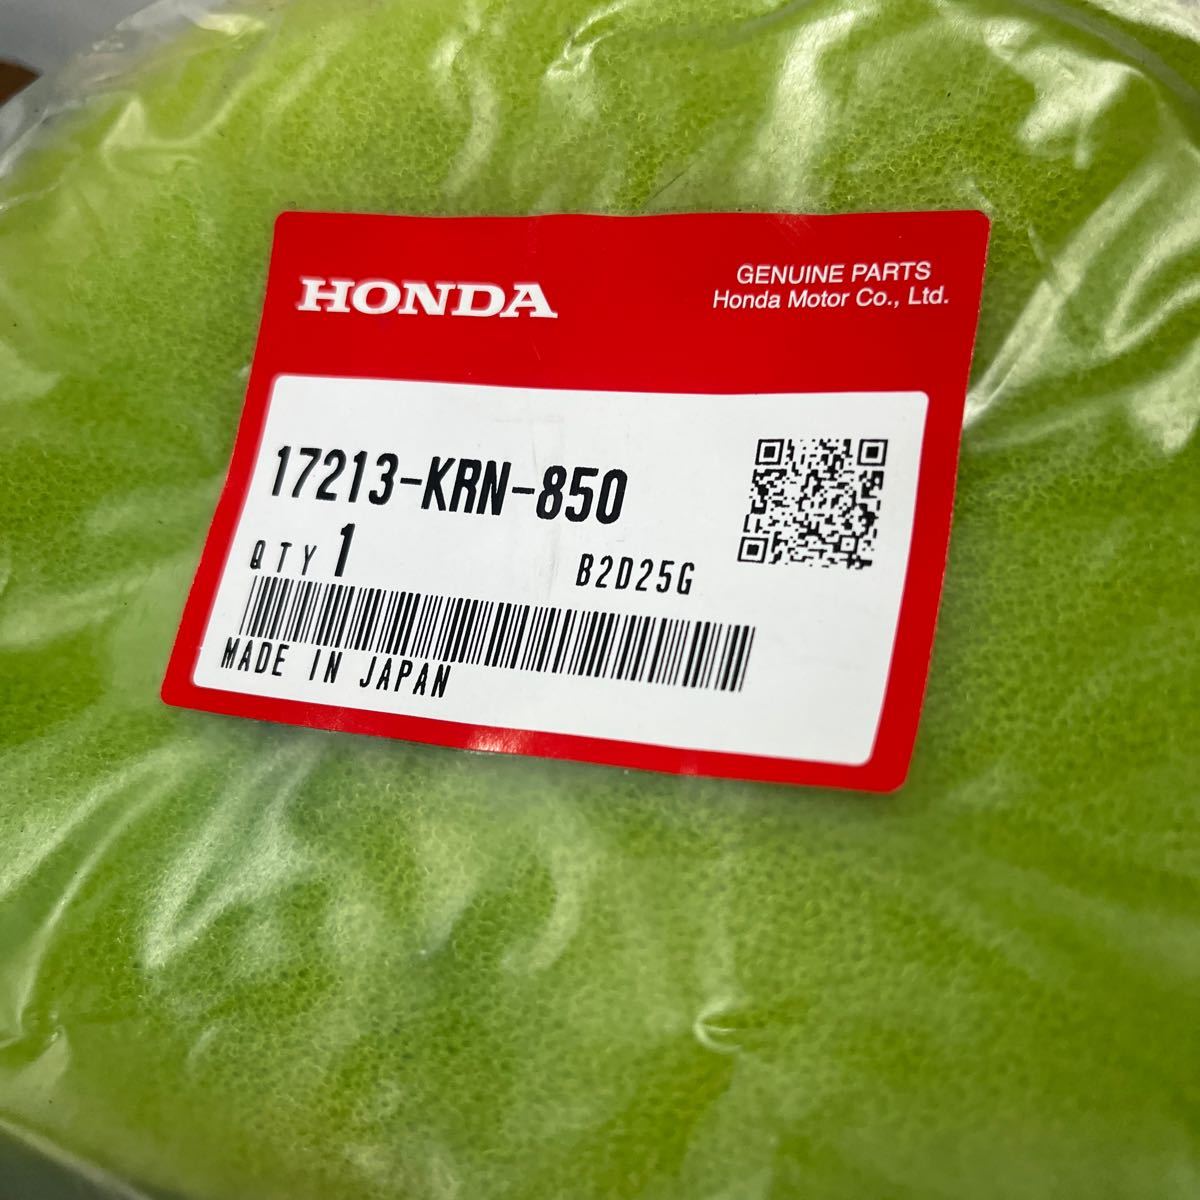 HONDA
GENUINE PARTS
Honda Motor Co., Ltd.
17213-KRN-850
QTY 1
B2D25G
MADE IN JAPAN